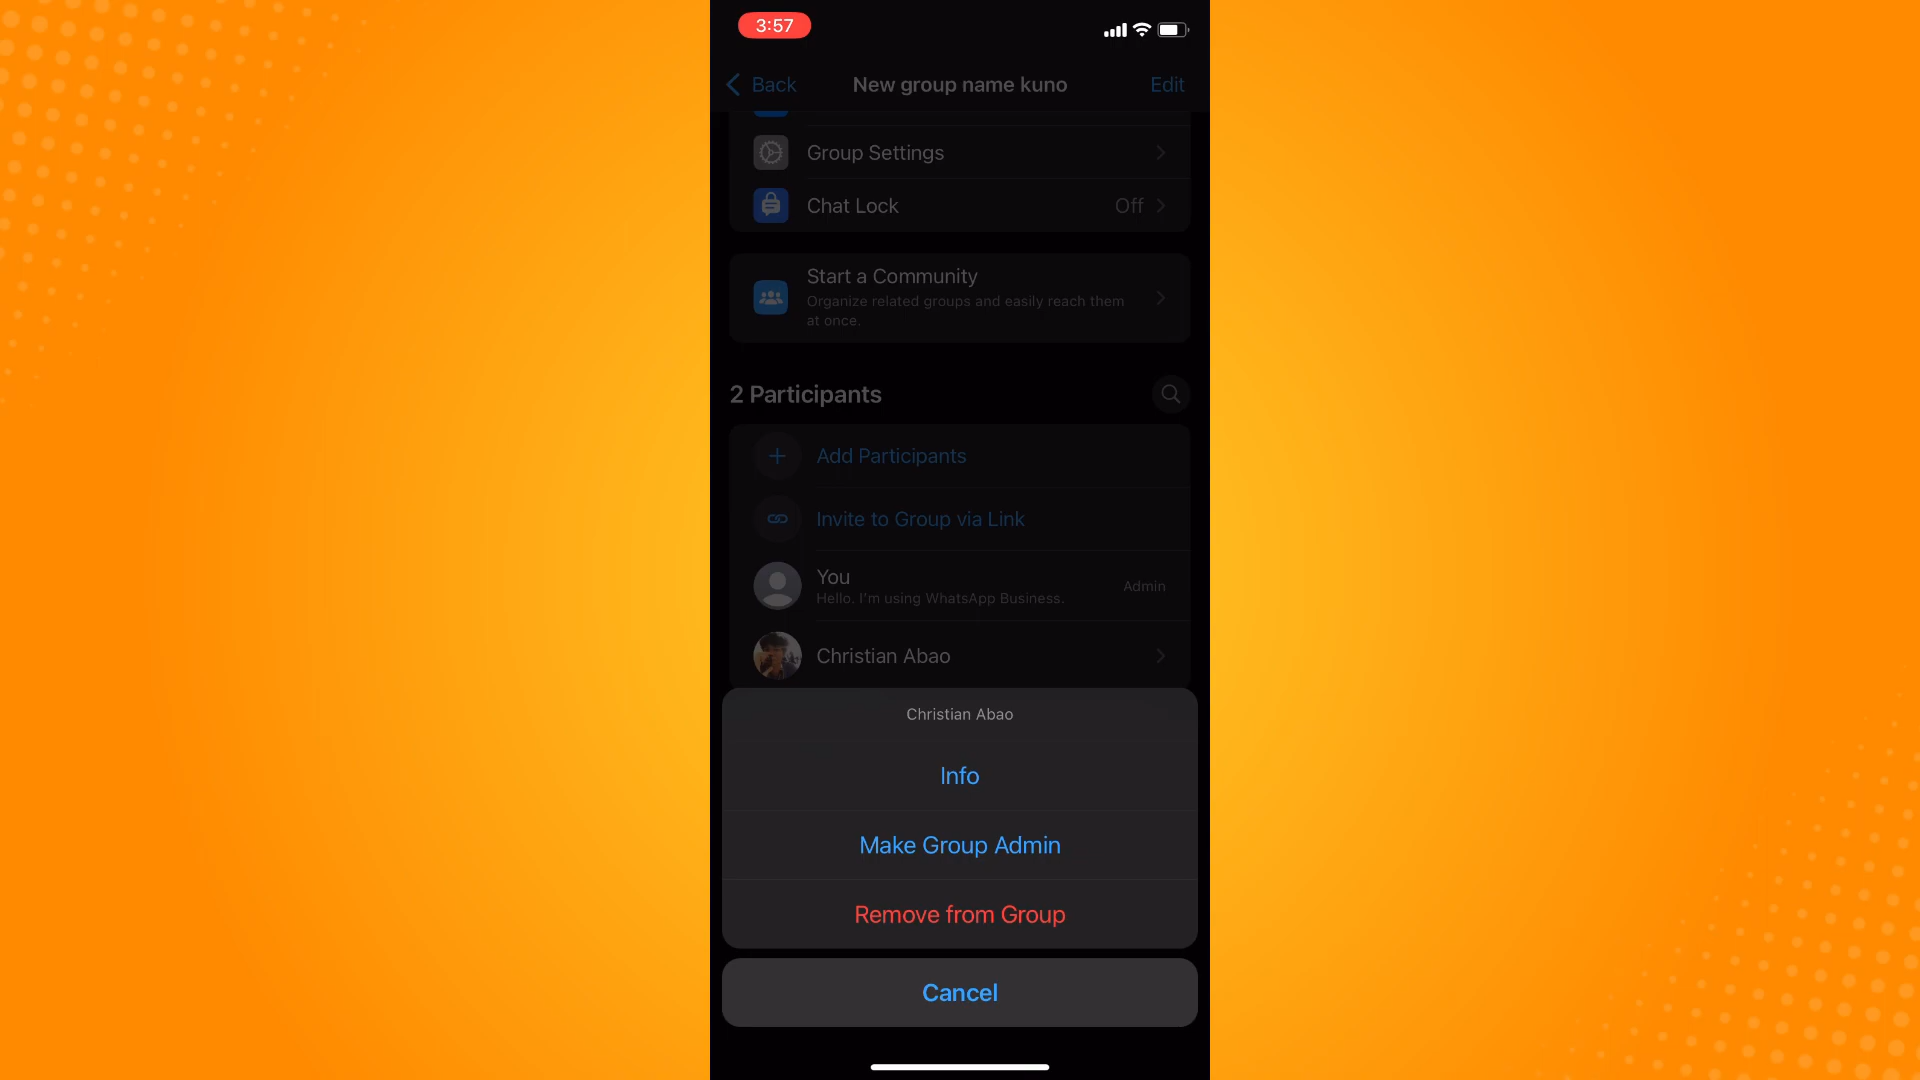 3:57
Back
New group name kuno
Edit
Group Settings
Chat Lock
Off
Start a Community
Organize related groups and easily reach them
at once.
2 Participants
Add Participants
Invite to Group via Link
You
Hello. I'm using WhatsApp Business.
Admin
Christian Abao
Christian Abao
Info
Make Group Admin
Remove from Group
Cancel